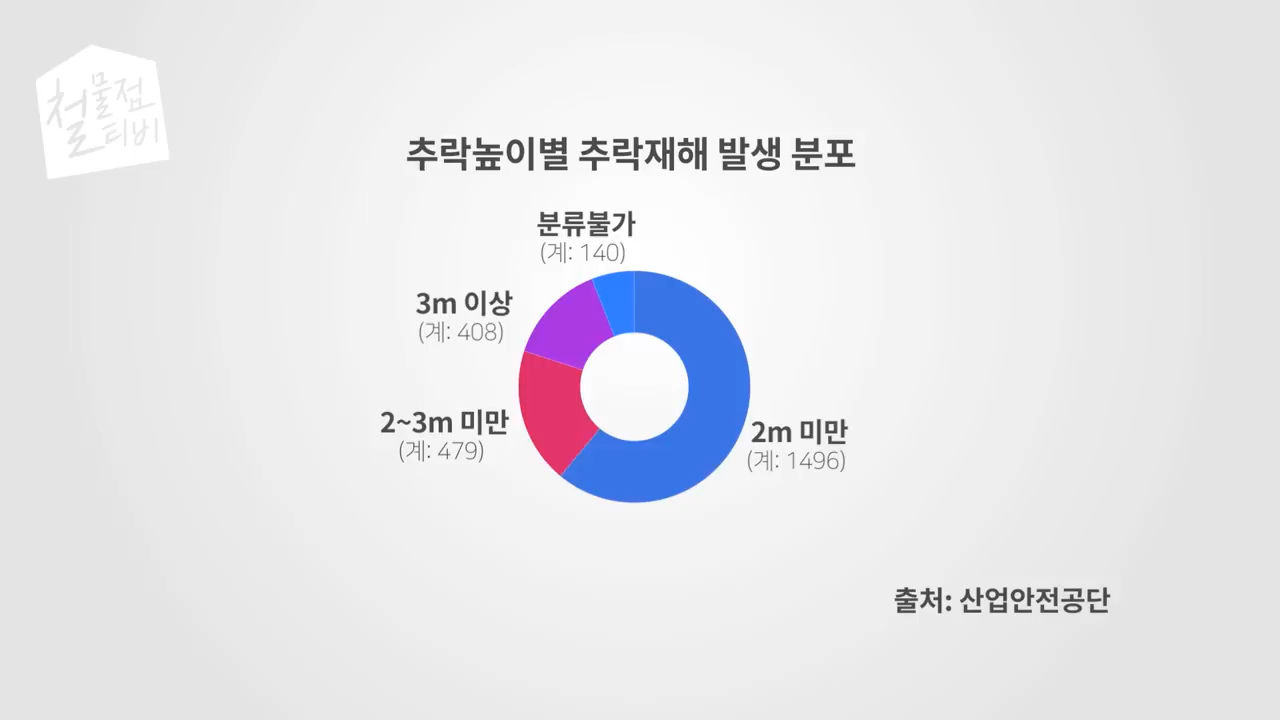 철물점
티비
추락높이별 추락재해 발생 분포
분류불가
(계: 140)
3m 이상
(계: 408)
2~3m 미만
(계: 479)
2m 미만
(계: 1496)
출처: 산업안전공단